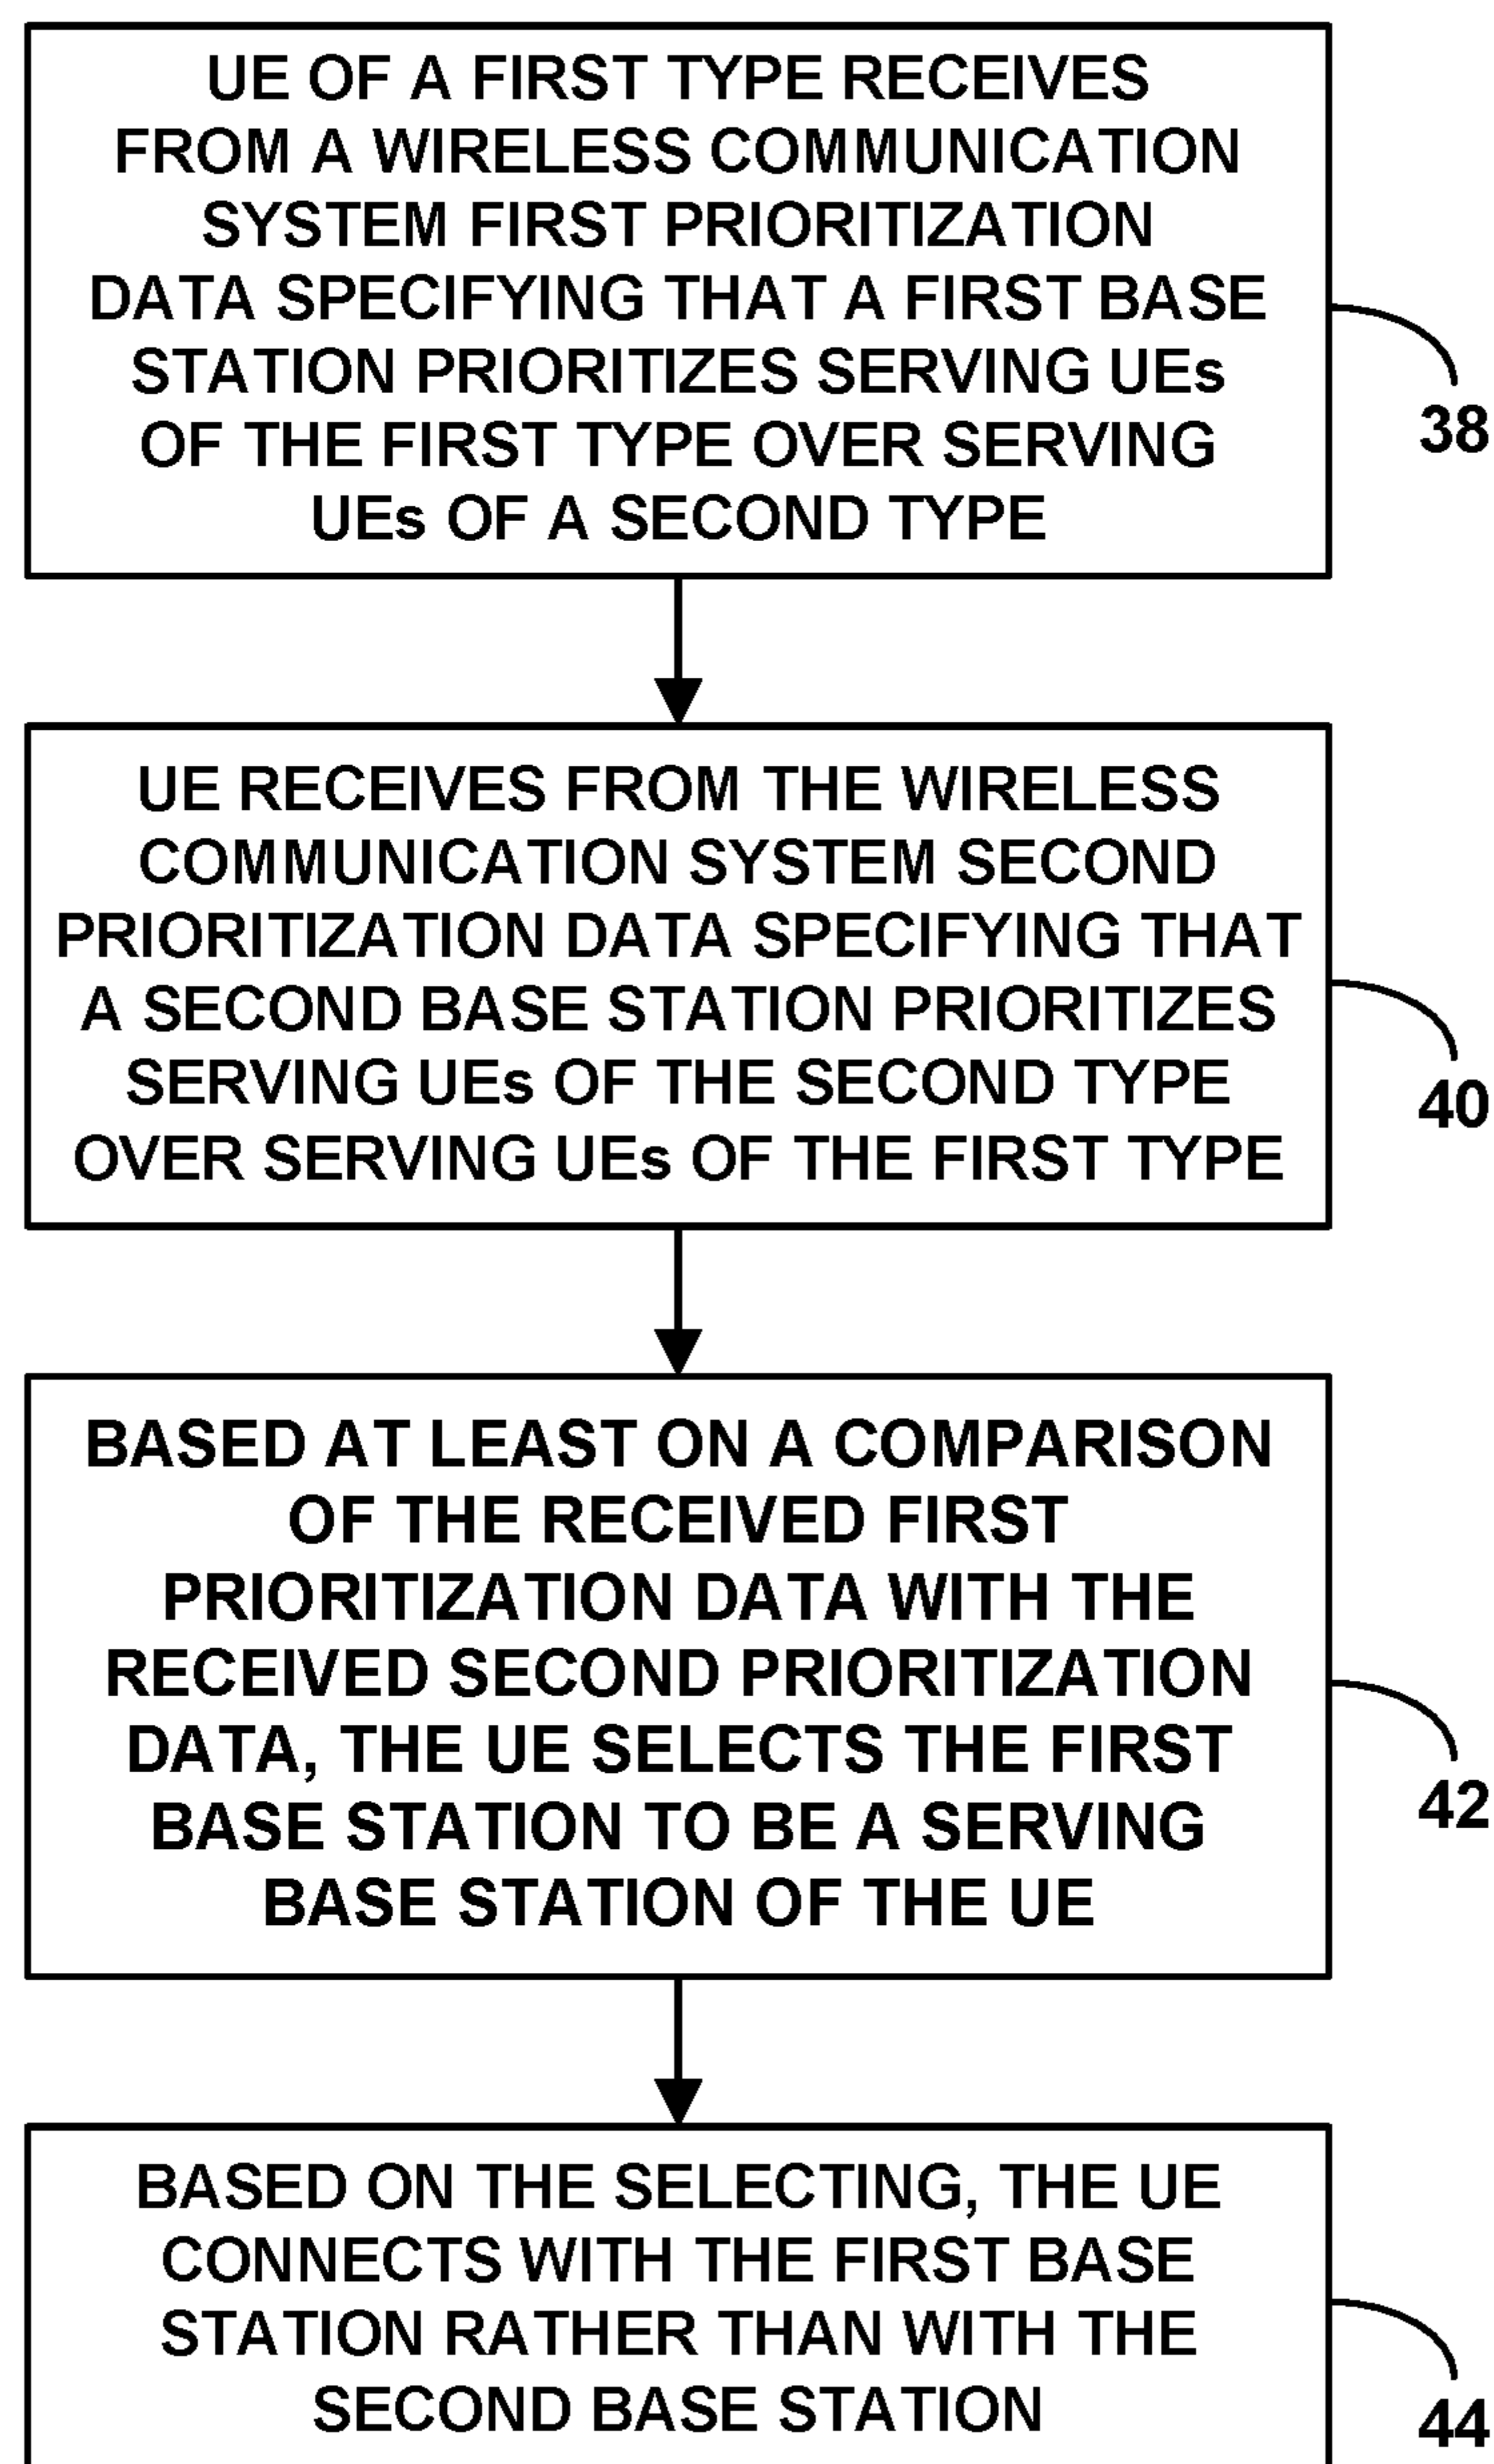 UE OF A FIRST TYPE RECEIVES
FROM A WIRELESS COMMUNICATION
SYSTEM FIRST PRIORITIZATION
DATA SPECIFYING THAT A FIRST BASE
STATION PRIORITIZES SERVING UEs
OF THE FIRST TYPE OVER SERVING
UEs OF A SECOND TYPE
38
UE RECEIVES FROM THE WIRELESS
COMMUNICATION SYSTEM SECOND
PRIORITIZATION DATA SPECIFYING THAT
A SECOND BASE STATION PRIORITIZES
SERVING UEs OF THE SECOND TYPE
OVER SERVING UEs OF THE FIRST TYPE
40
BASED AT LEAST ON A COMPARISON
OF THE RECEIVED FIRST
PRIORITIZATION DATA WITH THE
RECEIVED SECOND PRIORITIZATION
DATA, THE UE SELECTS THE FIRST
BASE STATION TO BE A SERVING
BASE STATION OF THE UE
42
BASED ON THE SELECTING, THE UE
CONNECTS WITH THE FIRST BASE
STATION RATHER THAN WITH THE
SECOND BASE STATION
44